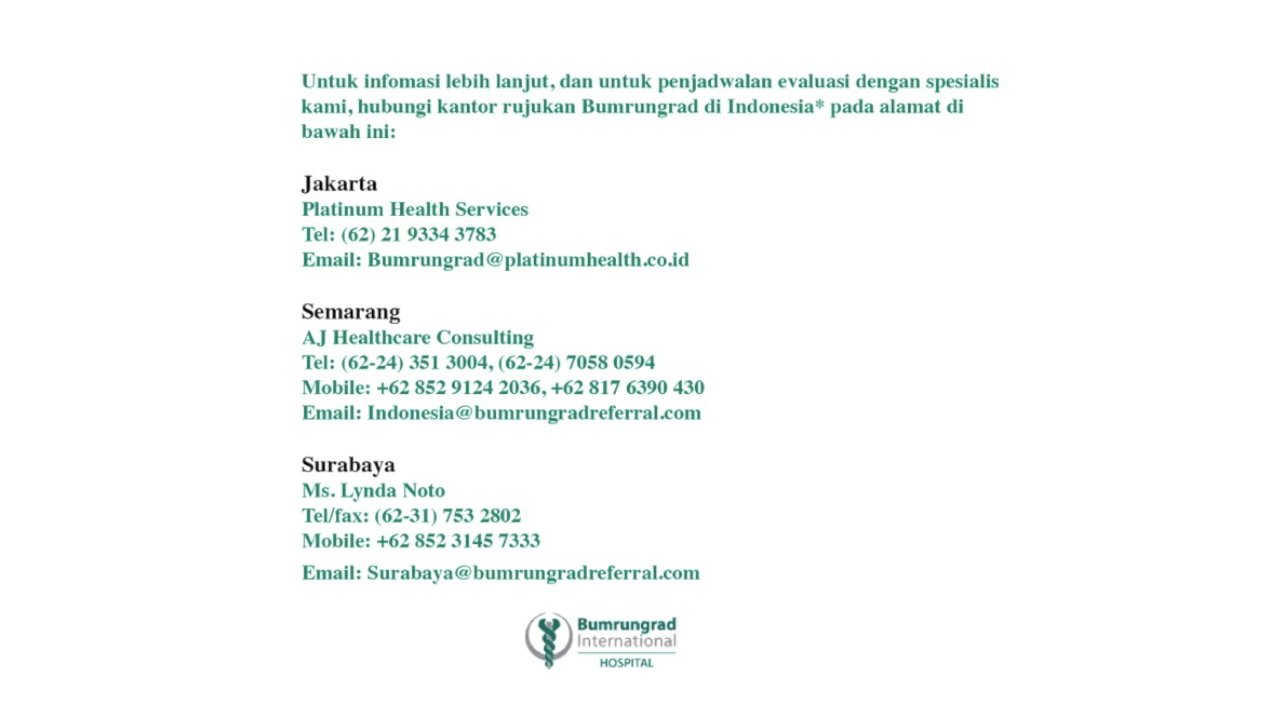 Untuk infomasi lebih lanjut, dan untuk penjadwalan evaluasi dengan spesialis
kami, hubungi kantor rujukan Bumrungrad di Indonesia* pada alamat di
bawah ini:
Jakarta
Platinum Health Services
Tel: (62) 21 9334 3783
Email: Bumrungrad@platinumhealth.co.id
Semarang
AJ Healthcare Consulting
Tel: (62-24) 351 3004, (62-24) 7058 0594
Mobile: +62 852 9124 2036, +62 817 6390 430
Email: Indonesia@bumrungradreferral.com
Surabaya
Ms. Lynda Noto
Tel/fax: (62-31) 753 2802
Mobile: +62 852 3145 7333
Email: Surabaya@bumrungradreferral.com
Bumrungrad
International
HOSPITAL